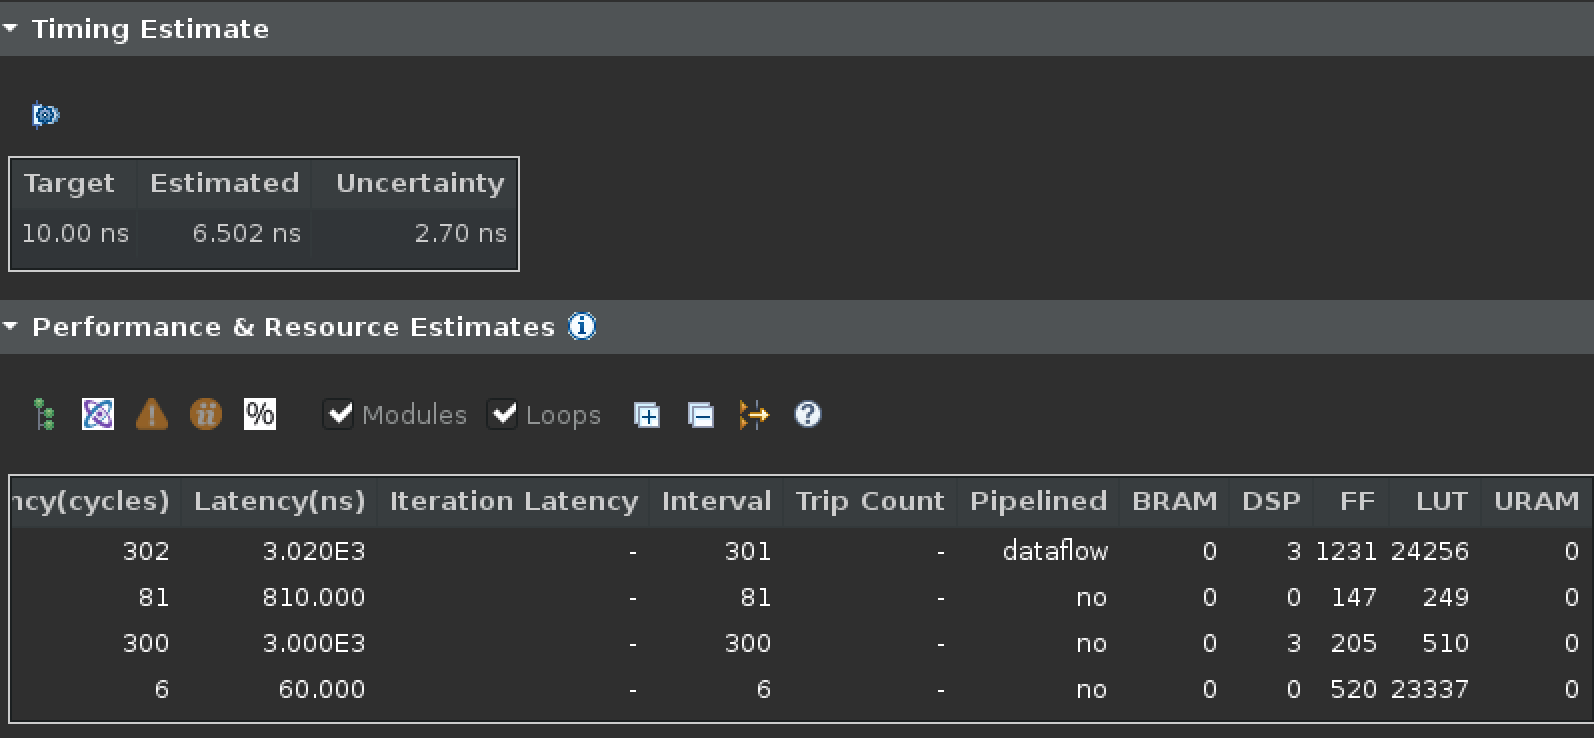 Timing Estimate
Target Estimated Uncertainty
10.00 ns 6.502 ns 2.70 ns
Performance & Resource Estimates
% Modules Loops
ncy(cycles) Latency(ns) Iteration Latency Interval Trip Count Pipelined BRAM DSP FF LUT URAM
302 3.020E3 - 301 - dataflow 0 3 1231 24256 0
81 810.000 - 81 - no 0 0 147 249 0
300 3.000E3 - 300 - no 0 3 205 510 0
6 60.000 - 6 - no 0 0 520 23337 0